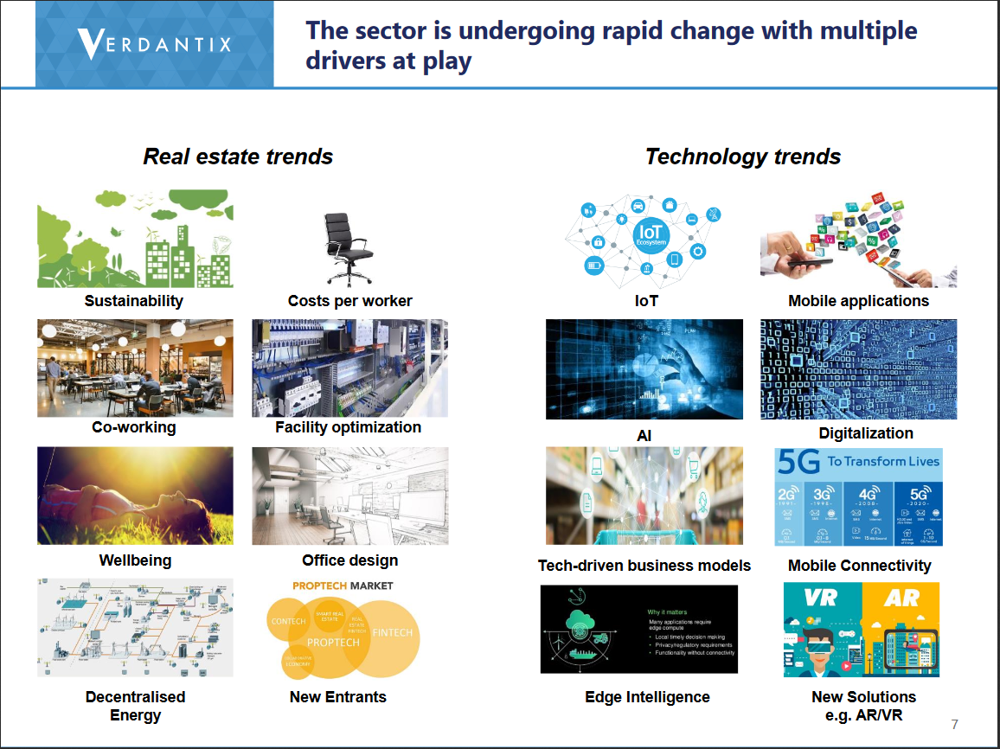 VERDANTIX
The sector is undergoing rapid change with multiple
drivers at play
Real estate trends
Technology trends
IoT
Ecosystem
Sustainability
Costs per worker
IoT
Mobile applications
Co-working
Facility optimization
AI
Digitalization
5G To Transform Lives
2G 3G 4G 5G
-1991- -1998- -2008- -2020-
Wellbeing
Office design
Tech-driven business models
Mobile Connectivity
PROPTECH MARKET
CONTECH
SMART REAL
ESTATE
REAL
ESTATE
FINTECH
FINTECH
PROPTECH
ECONOMY
Why it matters
Many applications require
edge compute
• Local timely decision making
• Privacy/regulatory requirements
• Functionality without connectivity
VR AR
Decentralised
Energy
New Entrants
Edge Intelligence
New Solutions
e.g. AR/VR
7